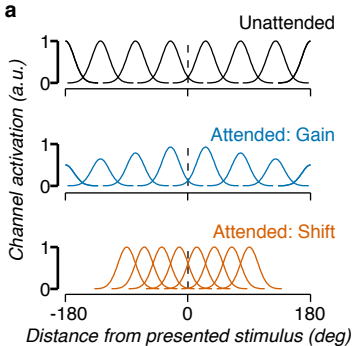 a
Unattended
1
0
Attended: Gain
1
0
Attended: Shift
1
0
-180 0 180
Distance from presented stimulus (deg)
Channel activation (a.u.)